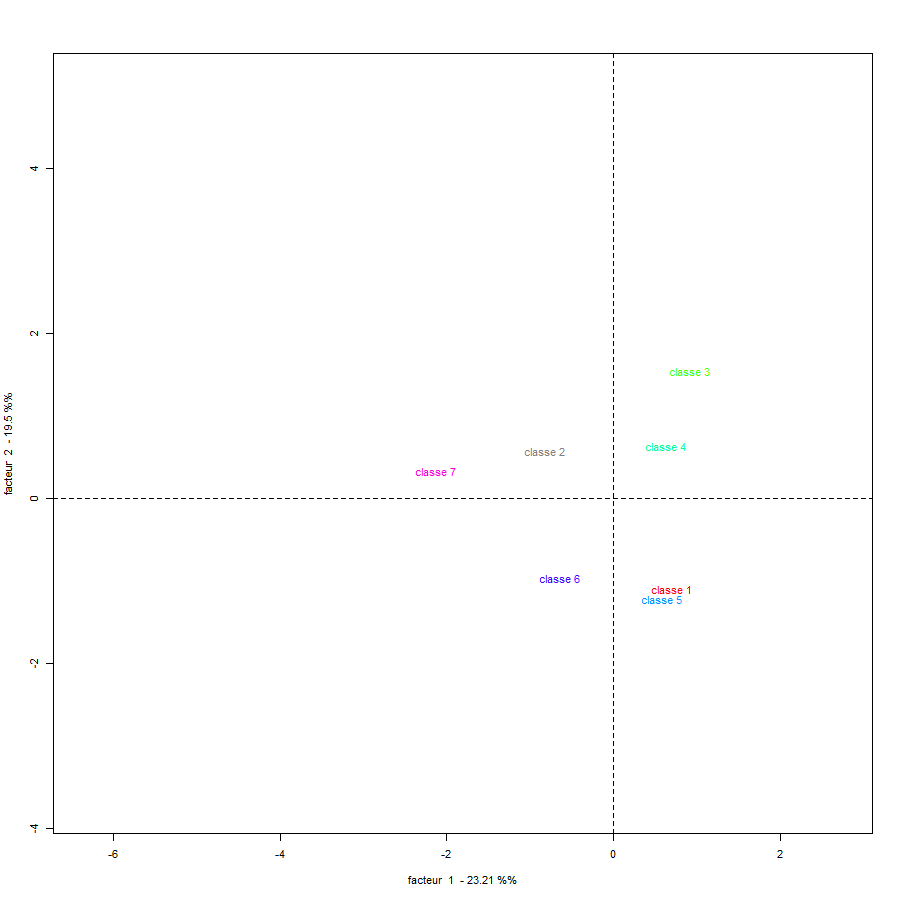 4
2
0
-2
-4
facteur 2 - 19.5 %%
classe 3
classe 4
classe 2
classe 7
classe 6
classe 1
classe 5
-6
-4
-2
0
2
facteur 1 - 23.21 %%